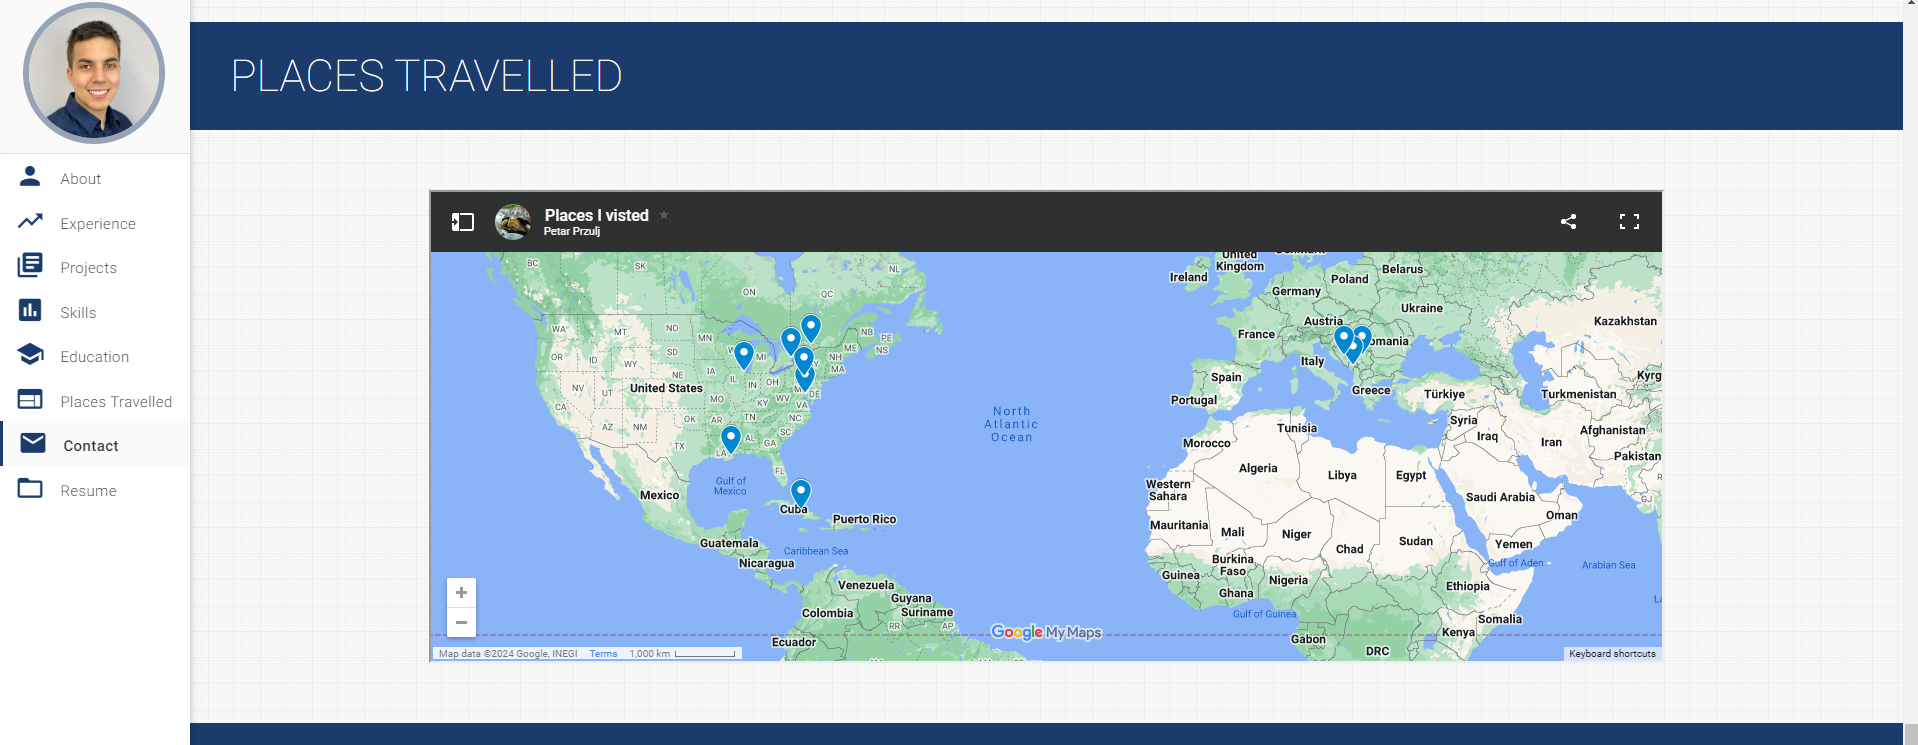 PLACES TRAVELLED
About
Experience
Projects
Skills
Education
Places Travelled
Contact
Resume
Places I visted
Petar Przulj
BC
SK
NL
ON
QC
NB
PE
NS
ME
WA
MT
ND
MN
OR
ID
WY
SD
MI
NH
MA
NV
UT
United States
IA
IL
IN
OH
DE
CA
AZ
NM
MO
KY
WV
VA
OK
AR
TN
NC
SC
TX
LA
AL
GA
FL
Gulf of
Mexico
Mexico
Cuba
Puerto Rico
Guatemala
Caribbean Sea
Nicaragua
Venezuela
Guyana
Colombia
Suriname
RR
AP
Ecuador
North
Atlantic
Ocean
United
Kingdom
Ireland
Belarus
Poland
Germany
Ukraine
Austria
France
Kazakhstan
omania
Italy
Spain
Portugal
Greece
Türkiye
Turkmenistan
Kyrg
Tunisia
Syria
Iraq
Iran
Afghanistan
Morocco
Pakistan
Algeria
Libya
Egypt
Western
Sahara
Saudi Arabia
GJ
Oman
Mauritania
Mali
Niger
Chad
Sudan
Yemen
Burkina
Faso
Gulf of Aden
Arabian Sea
Guinea
Nigeria
Ethiopia
Ghana
Gulf of Guinea
Somalia
Gabon
Kenya
DRC
Google My Maps
Map data ©2024 Google, INEGI
Terms
1,000 km
Keyboard shortcuts